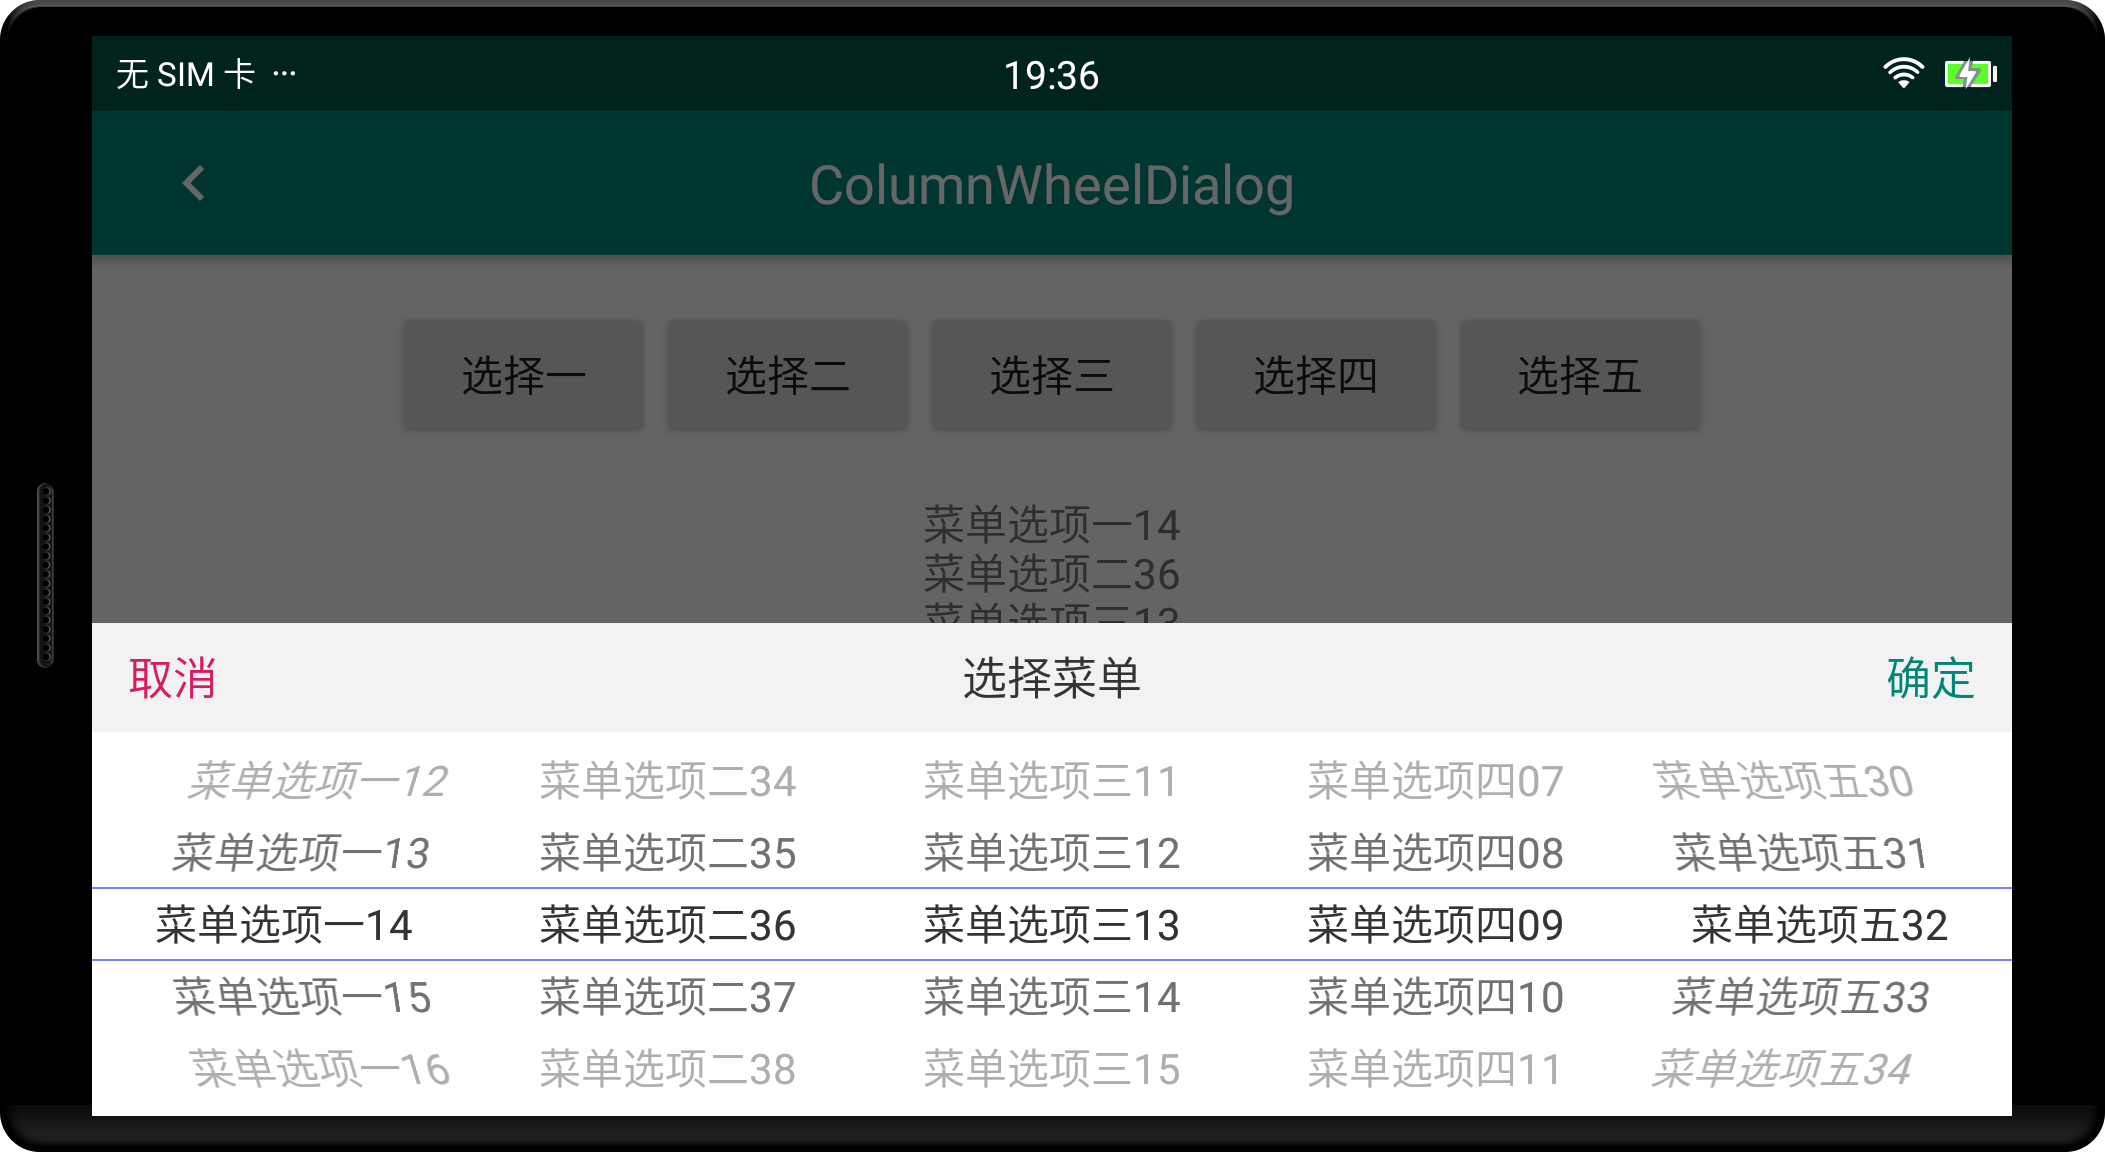 无 SIM 卡 ···
19:36
ColumnWheelDialog
选择一 选择二 选择三 选择四 选择五
菜单选项一14
菜单选项二36
菜单选项三13
取消 选择菜单 确定
菜单选项一12 菜单选项二34 菜单选项三11 菜单选项四07 菜单选项五30
菜单选项一13 菜单选项二35 菜单选项三12 菜单选项四08 菜单选项五31
菜单选项一14 菜单选项二36 菜单选项三13 菜单选项四09 菜单选项五32
菜单选项一15 菜单选项二37 菜单选项三14 菜单选项四10 菜单选项五33
菜单选项一16 菜单选项二38 菜单选项三15 菜单选项四11 菜单选项五34